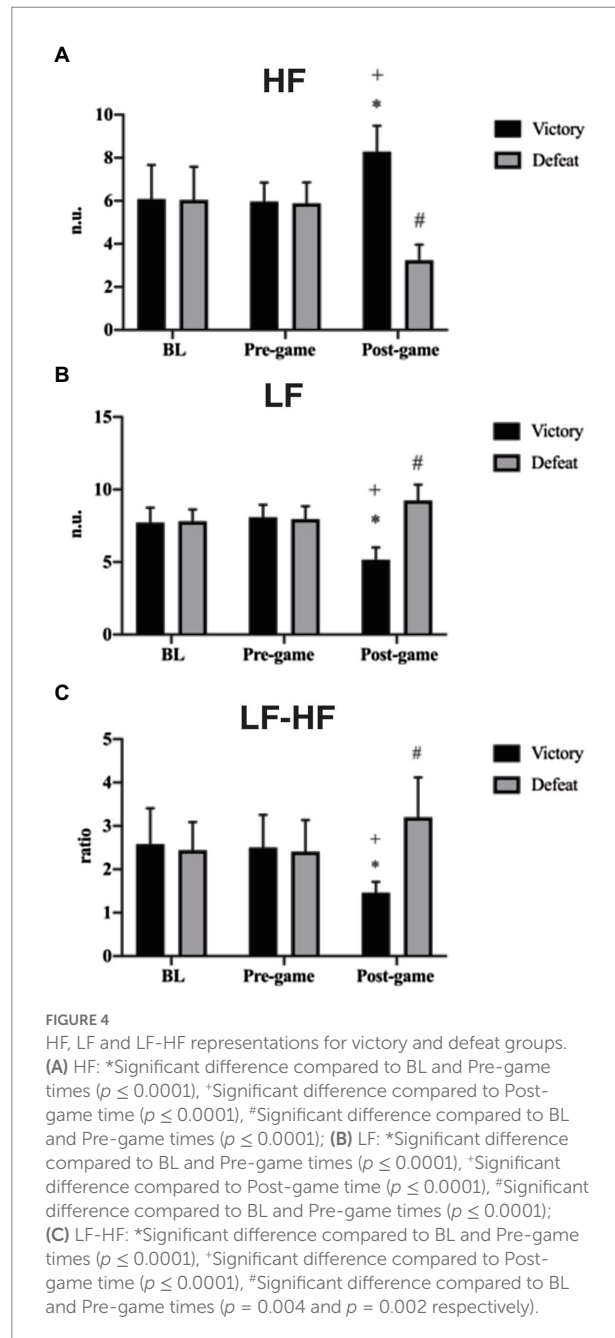 A
HF
10
8
6
4
2
0
n.u.
+
*
#
Victory
Defeat
BL Pre-game Post-game
B
LF
15
10
5
0
n.u.
+
*
#
Victory
Defeat
BL Pre-game Post-game
C
LF-HF
5
4
3
2
1
0
ratio
+
*
#
Victory
Defeat
BL Pre-game Post-game
FIGURE 4
HF, LF and LF-HF representations for victory and defeat groups.
(A) HF: *Significant difference compared to BL and Pre-game
times (p ≤ 0.0001), +Significant difference compared to Post-
game time (p ≤ 0.0001), #Significant difference compared to BL
and Pre-game times (p ≤ 0.0001); (B) LF: *Significant difference
compared to BL and Pre-game times (p ≤ 0.0001), +Significant
difference compared to Post-game time (p ≤ 0.0001), #Significant
difference compared to BL and Pre-game times (p ≤ 0.0001);
(C) LF-HF: *Significant difference compared to BL and Pre-game
times (p ≤ 0.0001), +Significant difference compared to Post-
game time (p ≤ 0.0001), #Significant difference compared to BL
and Pre-game times (p = 0.004 and p = 0.002 respectively).